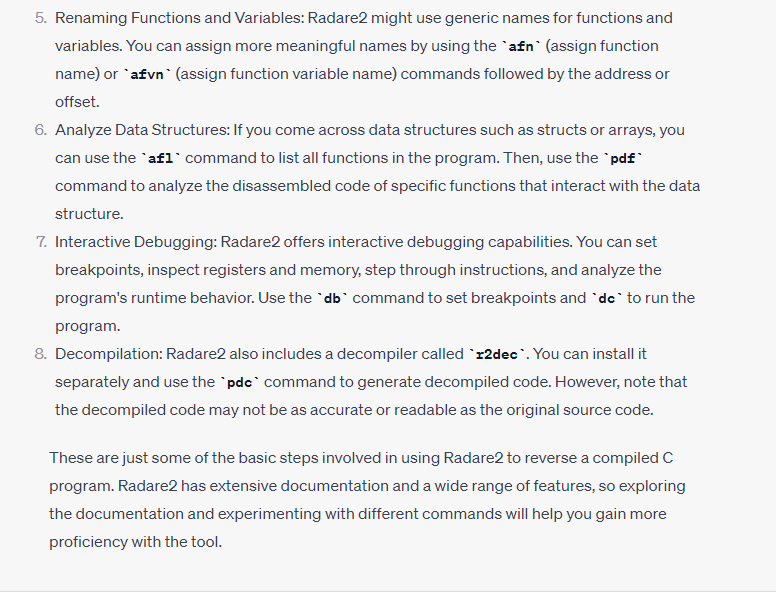 5. Renaming Functions and Variables: Radare2 might use generic names for functions and
variables. You can assign more meaningful names by using the `afn` (assign function
name) or `afvn` (assign function variable name) commands followed by the address or
offset.
6. Analyze Data Structures: If you come across data structures such as structs or arrays, you
can use the `afl` command to list all functions in the program. Then, use the `pdf`
command to analyze the disassembled code of specific functions that interact with the data
structure.
7. Interactive Debugging: Radare2 offers interactive debugging capabilities. You can set
breakpoints, inspect registers and memory, step through instructions, and analyze the
program's runtime behavior. Use the `db` command to set breakpoints and `dc` to run the
program.
8. Decompilation: Radare2 also includes a decompiler called `r2dec`. You can install it
separately and use the `pdc` command to generate decompiled code. However, note that
the decompiled code may not be as accurate or readable as the original source code.
These are just some of the basic steps involved in using Radare2 to reverse a compiled C
program. Radare2 has extensive documentation and a wide range of features, so exploring
the documentation and experimenting with different commands will help you gain more
proficiency with the tool.